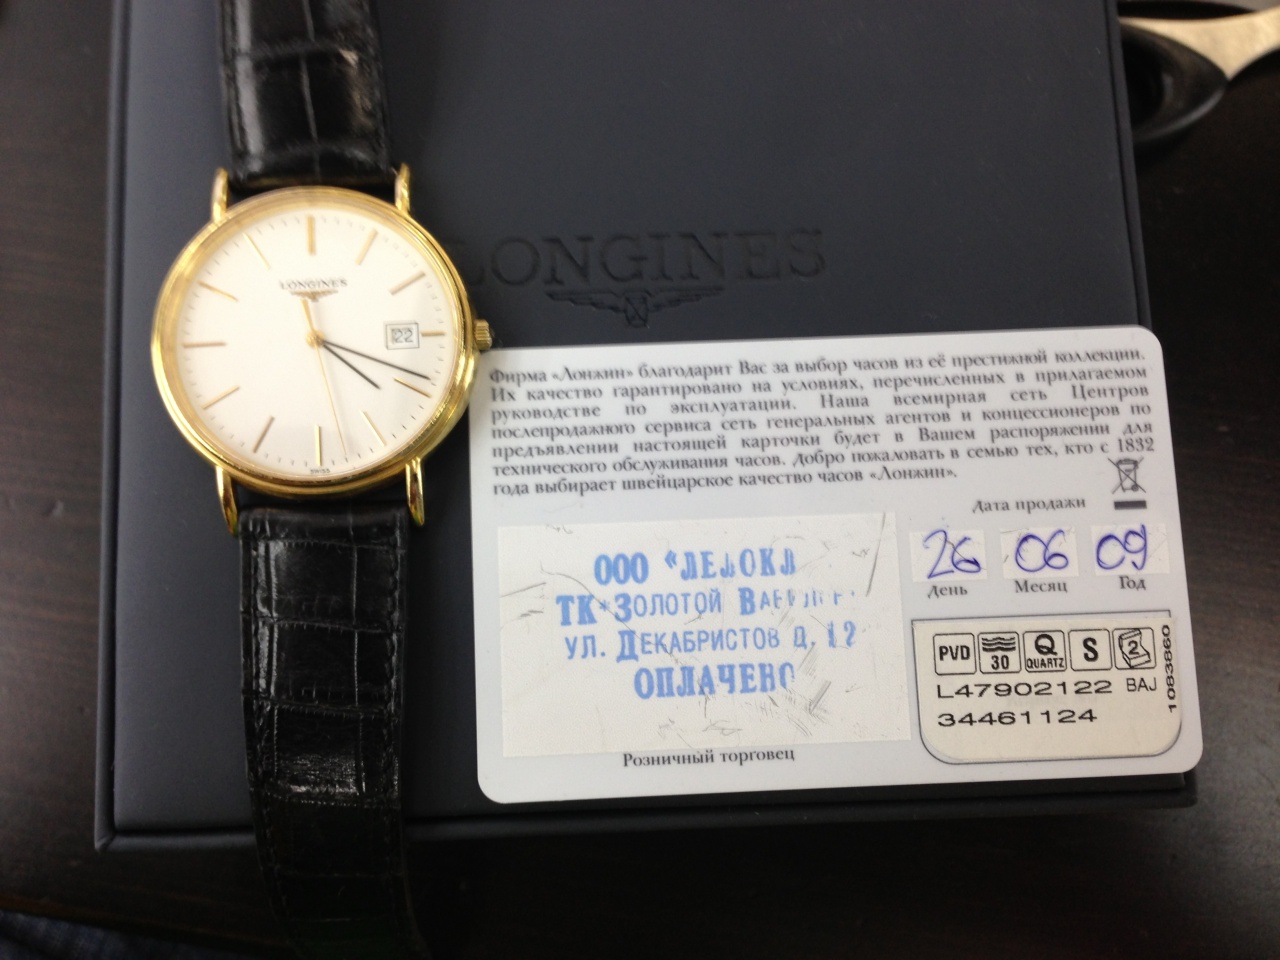 LONGINES
22
SWISS
LONGINES
Фирма «Лонжин» благодарит Вас за выбор часов из её престижной коллекции.
Их качество гарантировано на условиях, перечисленных в прилагаемом
руководстве по эксплуатации. Наша всемирная сеть Центров
послепродажного сервиса сеть генеральных агентов и концессионеров по
предъявлении настоящей карточки будет в Вашем распоряжении для
технического обслуживания часов. Добро пожаловать в семью тех, кто с 1832
года выбирает швейцарское качество часов «Лонжин».
Дата продажи
26 06 09
День Месяц Год
ООО
ТК ЗОЛОТОЙ
УЛ. ДЕКАБРИСТОВ Д. 12
ОПЛАЧЕНО
Розничный торговец
PVD 30 Q QUARTZ S 2
L47902122 BAJ
34461124
1083860